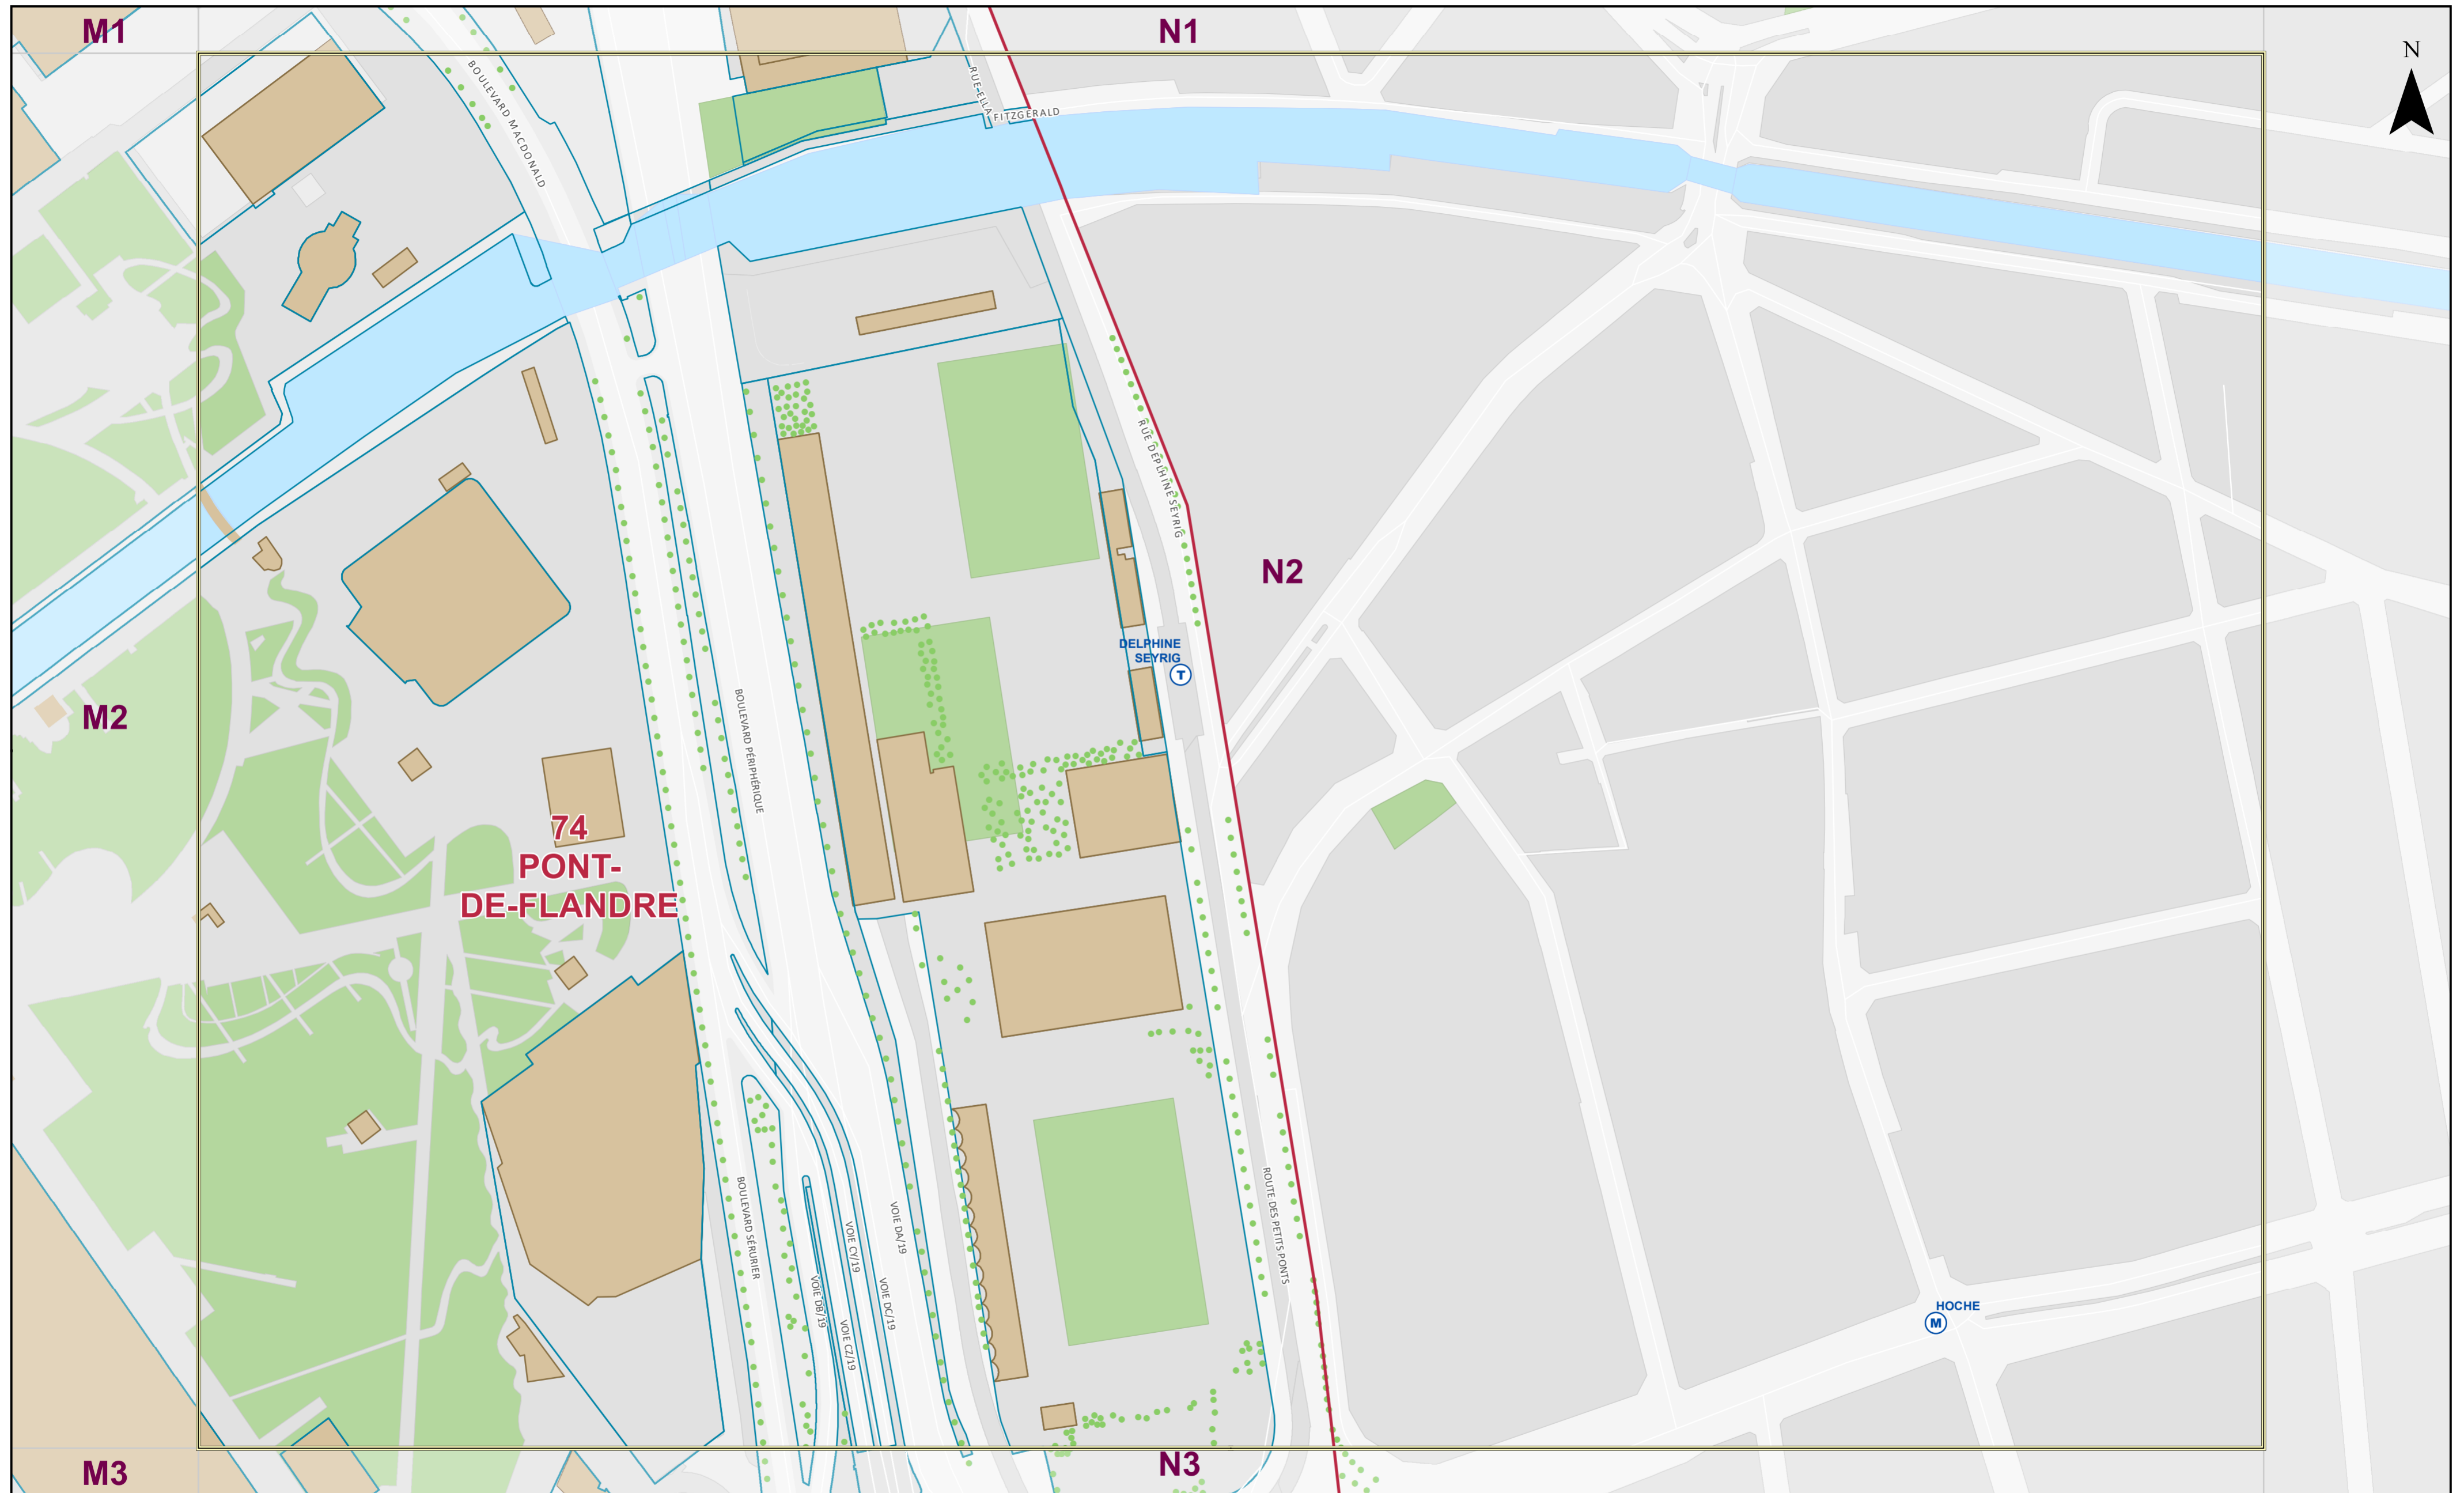 M1
N1
N
BOULEVARD MACDONALD
RUE ELLA
FITZGERALD
RUE DEPLHINE SEYRIG
N2
DELPHINE
SEYRIG
T
M2
BOULEVARD PÉRIPHÉRIQUE
74
PONT-
DE-FLANDRE
BOULEVARD SÉRURIER
VOIE DA/19
VOIE CY/19
VOIE DB/19
VOIE DC/19
VOIE CZ/19
ROUTE DES PETITS PONTS
HOCHE
M
M3
N3